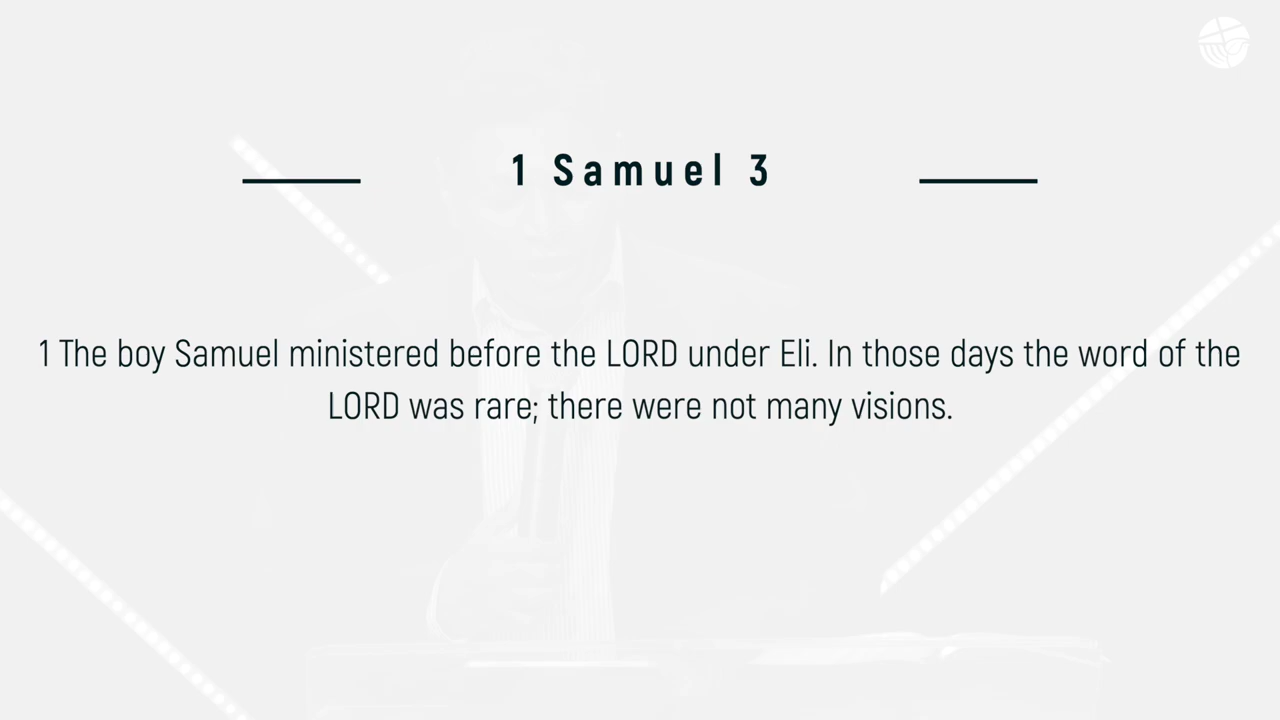 1 Samuel 3
1 The boy Samuel ministered before the LORD under Eli. In those days the word of the
LORD was rare; there were not many visions.